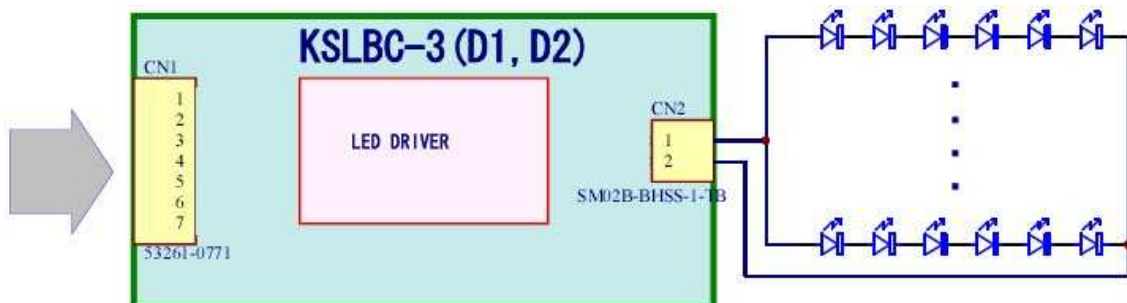 KSLBC-3(D1, D2)
CN1
1
2
3
4
5
6
7
53261-0771
LED DRIVER
CN2
1
2
SM02B-BHSS-1-TB